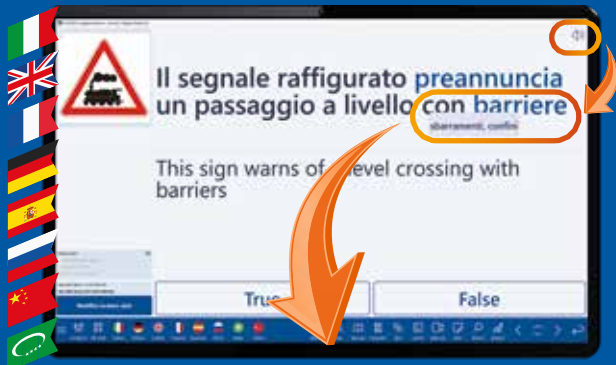 Il segnale raffigurato preannuncia
un passaggio a livello con barriere
sbarramenti, confini
This sign warns of
evel crossing with
barriers
True
False